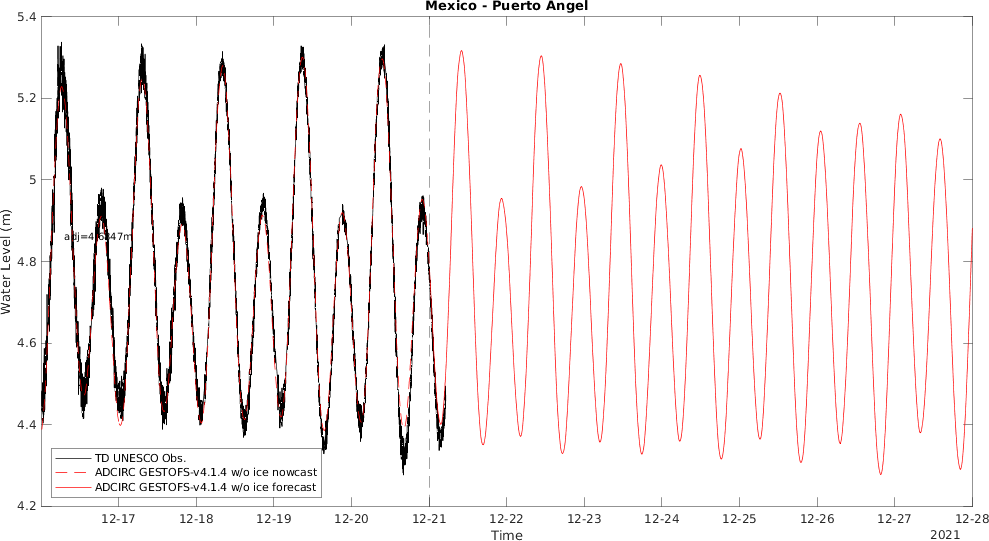 Mexico - Puerto Angel
5.4
5.2
5
4.8
4.6
4.4
4.2
Water Level (m)
TD UNESCO Obs.
ADCIRC GESTOFS-v4.1.4 w/o ice nowcast
ADCIRC GESTOFS-v4.1.4 w/o ice forecast
12-17 12-18 12-19 12-20 12-21 12-22 12-23 12-24 12-25 12-26 12-27 12-28
Time
2021